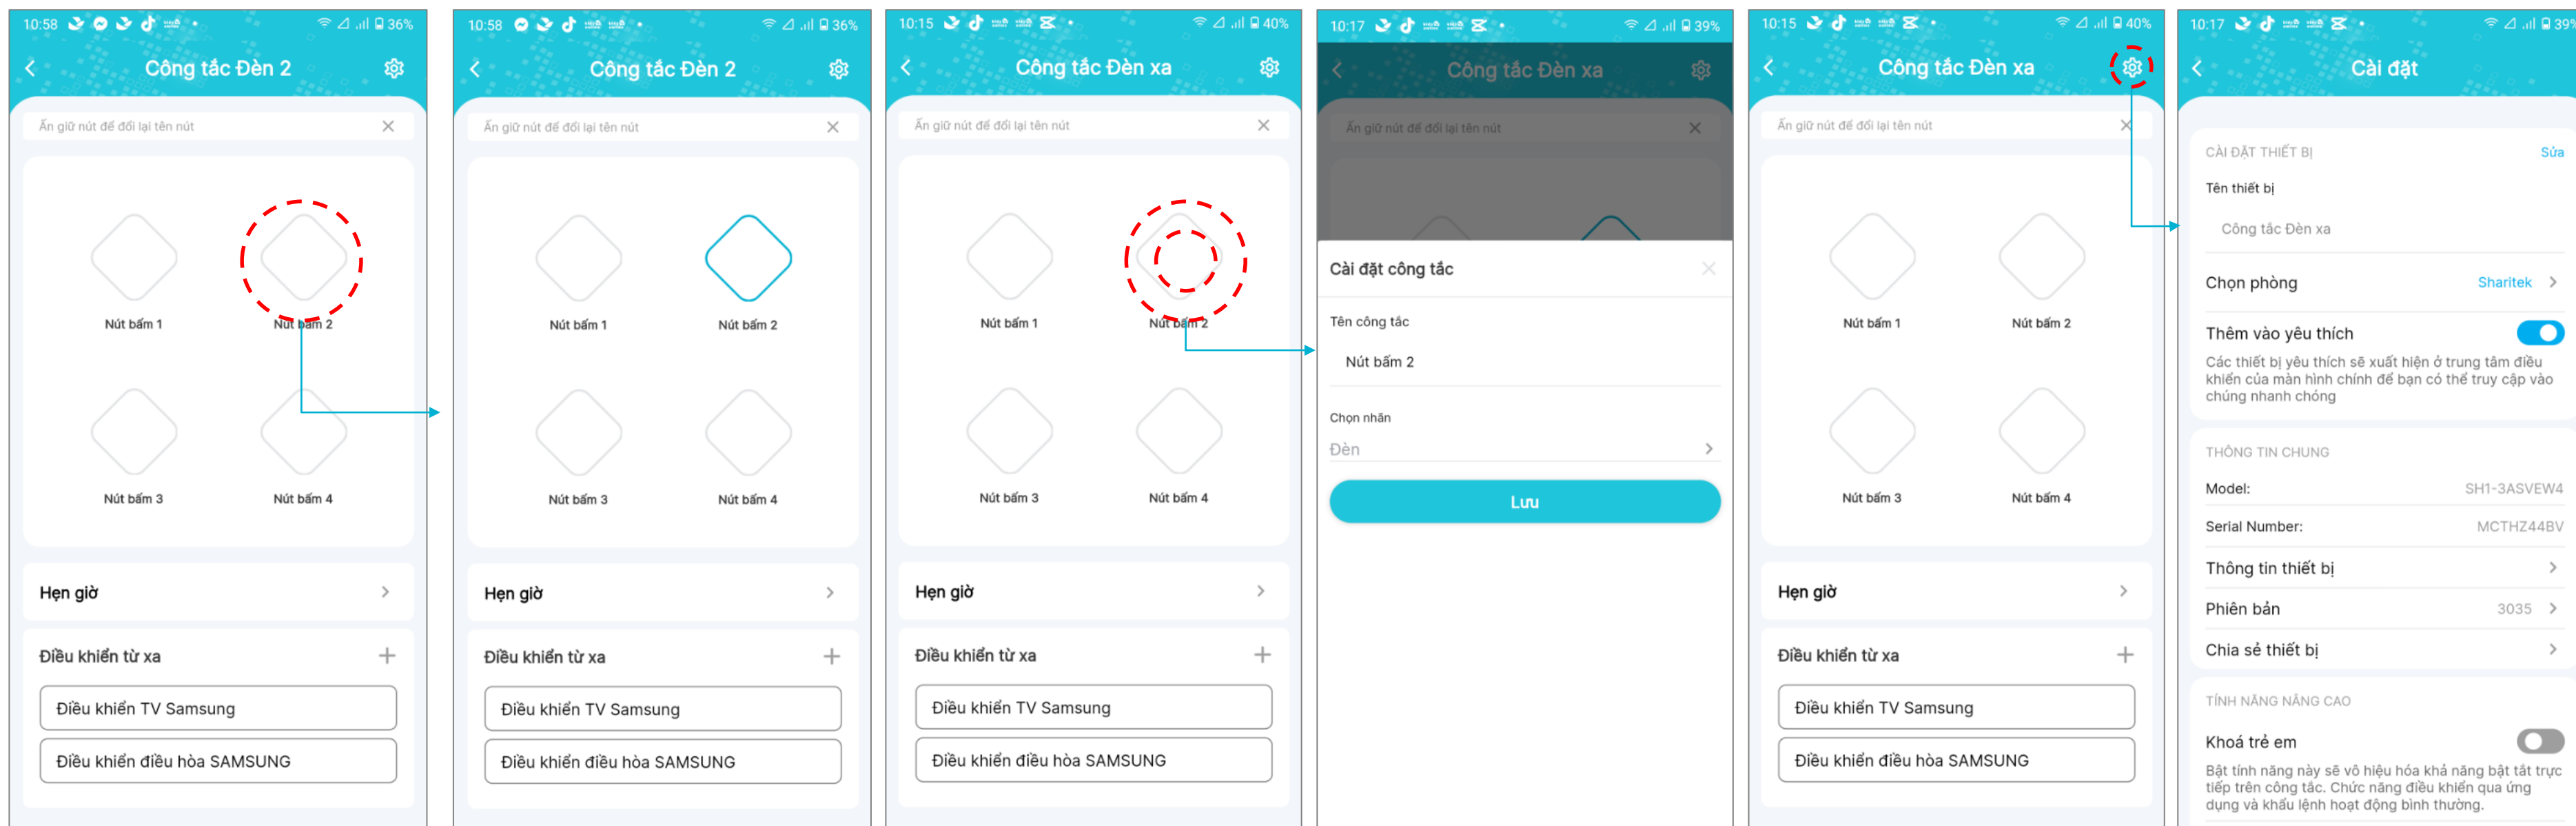 10:58
36%
Công tắc Đèn 2
Ấn giữ nút để đổi lại tên nút
Nút bấm 1
Nút bấm 2
Nút bấm 3
Nút bấm 4
Hẹn giờ
Điều khiển từ xa
Điều khiển TV Samsung
Điều khiển điều hòa SAMSUNG
10:58
36%
Công tắc Đèn 2
Ấn giữ nút để đổi lại tên nút
Nút bấm 1
Nút bấm 2
Nút bấm 3
Nút bấm 4
Hẹn giờ
Điều khiển từ xa
Điều khiển TV Samsung
Điều khiển điều hòa SAMSUNG
10:15
40%
Công tắc Đèn xa
Ấn giữ nút để đổi lại tên nút
Nút bấm 1
Nút bấm 2
Nút bấm 3
Nút bấm 4
Hẹn giờ
Điều khiển từ xa
Điều khiển TV Samsung
Điều khiển điều hòa SAMSUNG
10:17
39%
Công tắc Đèn xa
Ấn giữ nút để đổi lại tên nút
Cài đặt công tắc
Tên công tắc
Nút bấm 2
Chọn nhãn
Đèn
Lưu
10:15
40%
Công tắc Đèn xa
Ấn giữ nút để đổi lại tên nút
Nút bấm 1
Nút bấm 2
Nút bấm 3
Nút bấm 4
Hẹn giờ
Điều khiển từ xa
Điều khiển TV Samsung
Điều khiển điều hòa SAMSUNG
10:17
39%
Cài đặt
CÀI ĐẶT THIẾT BỊ
Sửa
Tên thiết bị
Công tắc Đèn xa
Chọn phòng
Sharitek
Thêm vào yêu thích
Các thiết bị yêu thích sẽ xuất hiện ở trung tâm điều
khiển của màn hình chính để bạn có thể truy cập vào
chúng nhanh chóng
THÔNG TIN CHUNG
Model:
SH1-3ASVEW4
Serial Number:
MCTHZ44BV
Thông tin thiết bị
Phiên bản
3035
Chia sẻ thiết bị
TÍNH NĂNG NÂNG CAO
Khoá trẻ em
Bật tính năng này sẽ vô hiệu hóa khả năng bật tắt trực
tiếp trên công tắc. Chức năng điều khiển qua ứng
dụng và khẩu lệnh hoạt động bình thường.